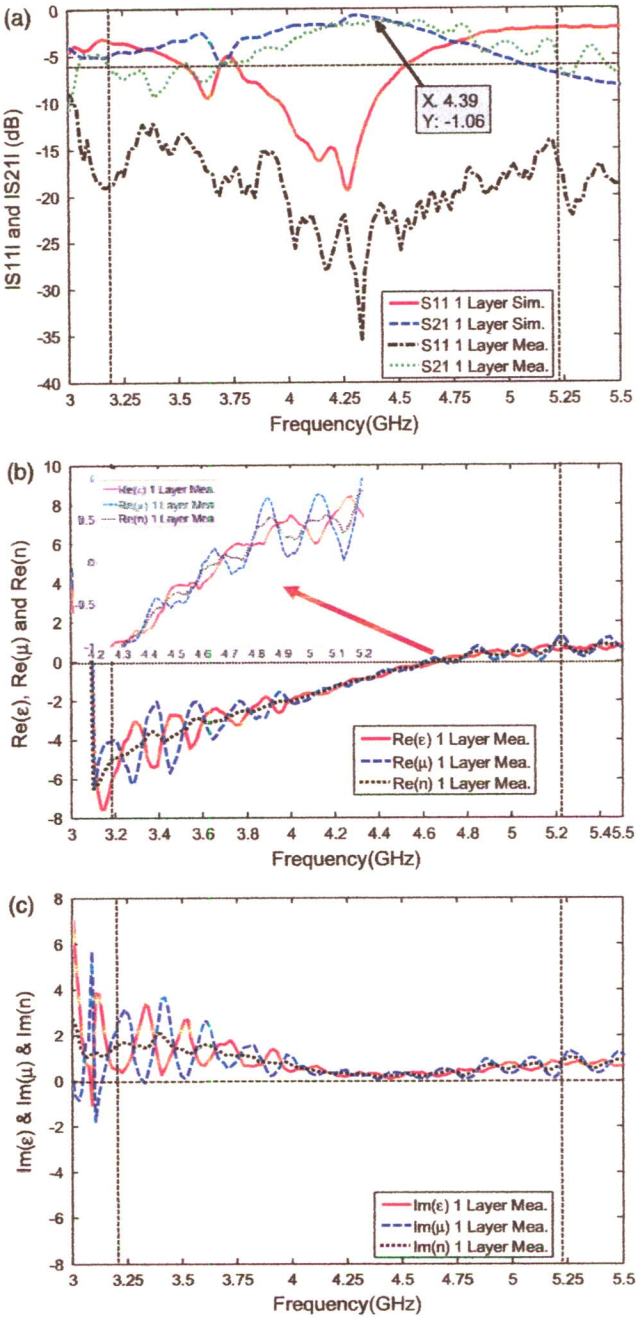 (a)
0
-5
-10
-15
-20
-25
-30
-35
-40
|S11| and |S21| (dB)
X. 4.39
Y: -1.06
S11 1 Layer Sim.
S21 1 Layer Sim.
S11 1 Layer Mea.
S21 1 Layer Mea.
3 3.25 3.5 3.75 4 4.25 4.5 4.75 5 5.25 5.5
Frequency(GHz)
(b)
10
8
6
4
2
0
-2
-4
-6
-8
Re(ε), Re(μ) and Re(n)
Re(ε) 1 Layer Mea.
Re(μ) 1 Layer Mea
Re(n) 1 Layer Mea
0.5
0
-0.5
-1
4.2 4.3 4.4 4.5 4.6 4.7 4.8 4.9 5 5.1 5.2
Re(ε) 1 Layer Mea.
Re(μ) 1 Layer Mea.
Re(n) 1 Layer Mea.
3 3.2 3.4 3.6 3.8 4 4.2 4.4 4.6 4.8 5 5.2 5.45.5
Frequency(GHz)
(c)
8
6
4
2
0
-2
-4
-6
-8
Im(ε) & Im(μ) & Im(n)
Im(ε) 1 Layer Mea.
Im(μ) 1 Layer Mea.
Im(n) 1 Layer Mea.
3 3.25 3.5 3.75 4 4.25 4.5 4.75 5 5.25 5.5
Frequency(GHz)